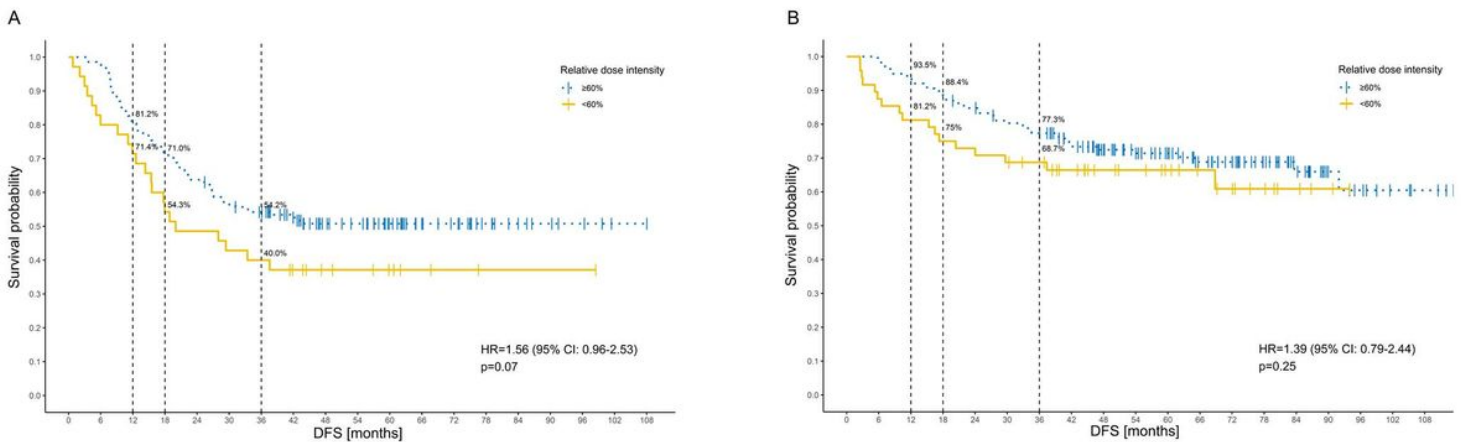 A
Survival probability
1.0
0.9
0.8
0.7
0.6
0.5
0.4
0.3
0.2
0.1
0.0
Relative dose intensity
≥60%
<60%
81.2%
71.4%
71.0%
54.3%
54.2%
40.0%
HR=1.56 (95% CI: 0.96-2.53)
p=0.07
0 6 12 18 24 30 36 42 48 54 60 66 72 78 84 90 96 102 108
DFS [months]
B
Survival probability
1.0
0.9
0.8
0.7
0.6
0.5
0.4
0.3
0.2
0.1
0.0
Relative dose intensity
≥60%
<60%
93.5%
88.4%
81.2%
75%
77.3%
68.7%
HR=1.39 (95% CI: 0.79-2.44)
p=0.25
0 6 12 18 24 30 36 42 48 54 60 66 72 78 84 90 96 102 108
DFS [months]